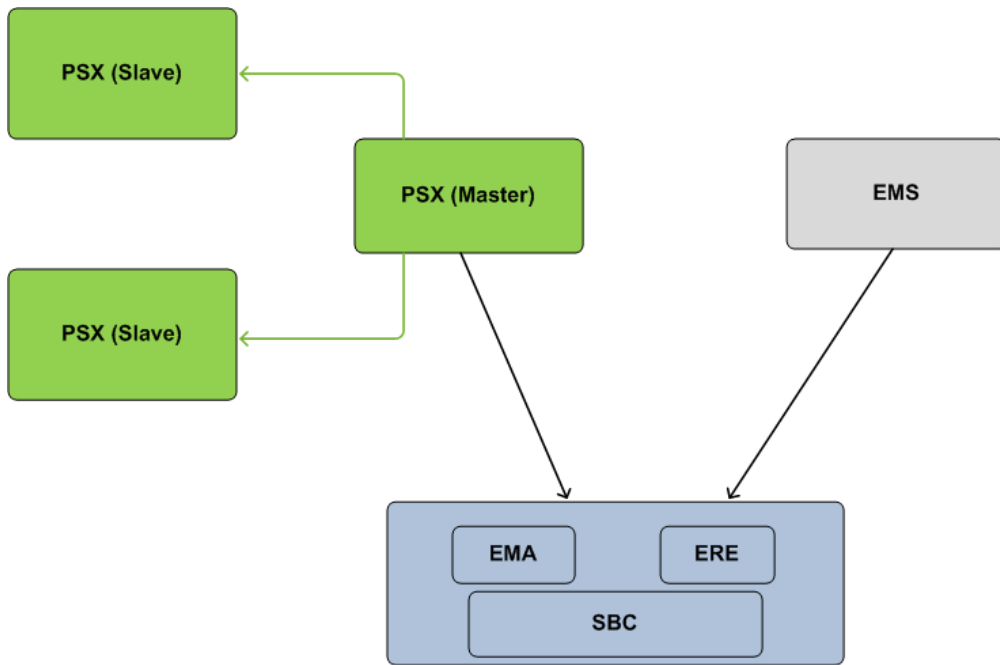 PSX (Slave)
PSX (Master)
EMS
PSX (Slave)
EMA
ERE
SBC